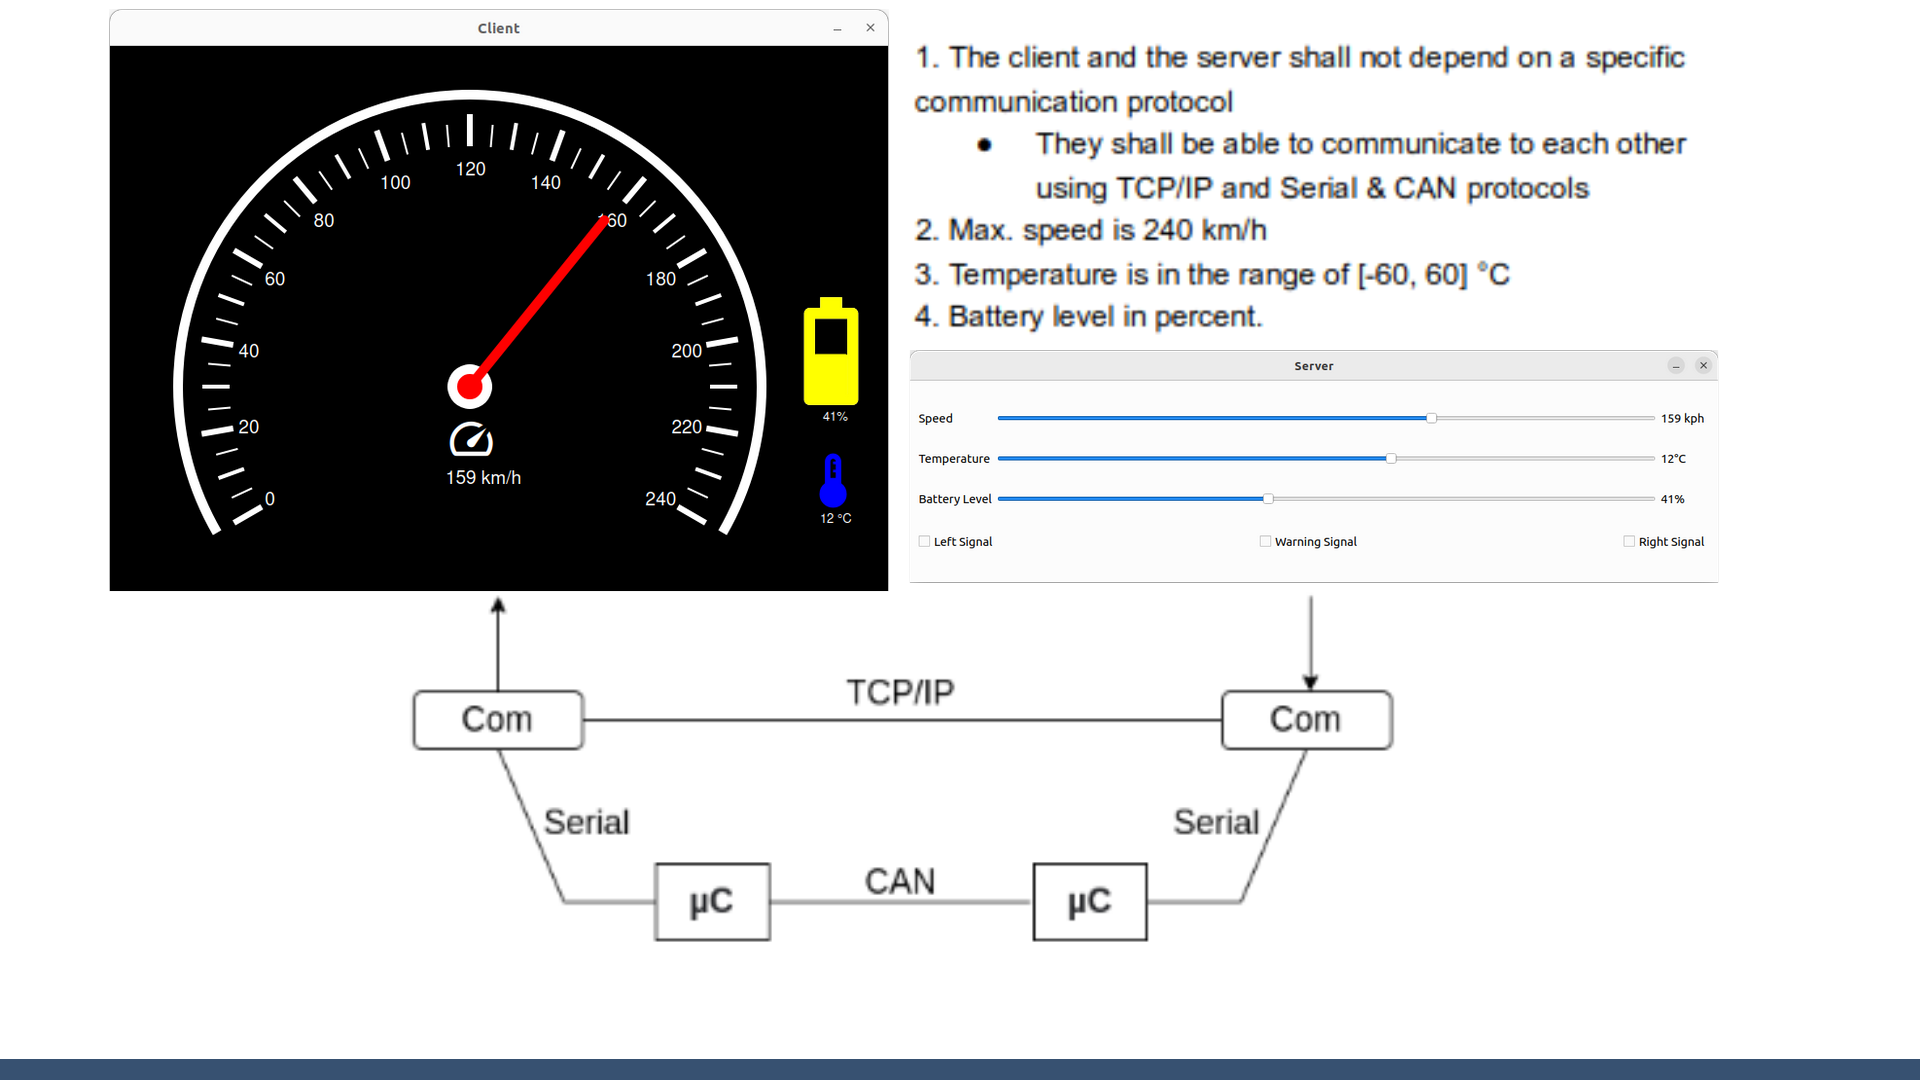 Client
0
20
40
60
80
100
120
140
160
180
200
220
240
159 km/h
41%
12 °C
1. The client and the server shall not depend on a specific
communication protocol
● They shall be able to communicate to each other
using TCP/IP and Serial & CAN protocols
2. Max. speed is 240 km/h
3. Temperature is in the range of [-60, 60] °C
4. Battery level in percent.
Server
Speed 159 kph
Temperature 12°C
Battery Level 41%
Left Signal Warning Signal Right Signal
TCP/IP
Com Com
Serial Serial
CAN
µC µC